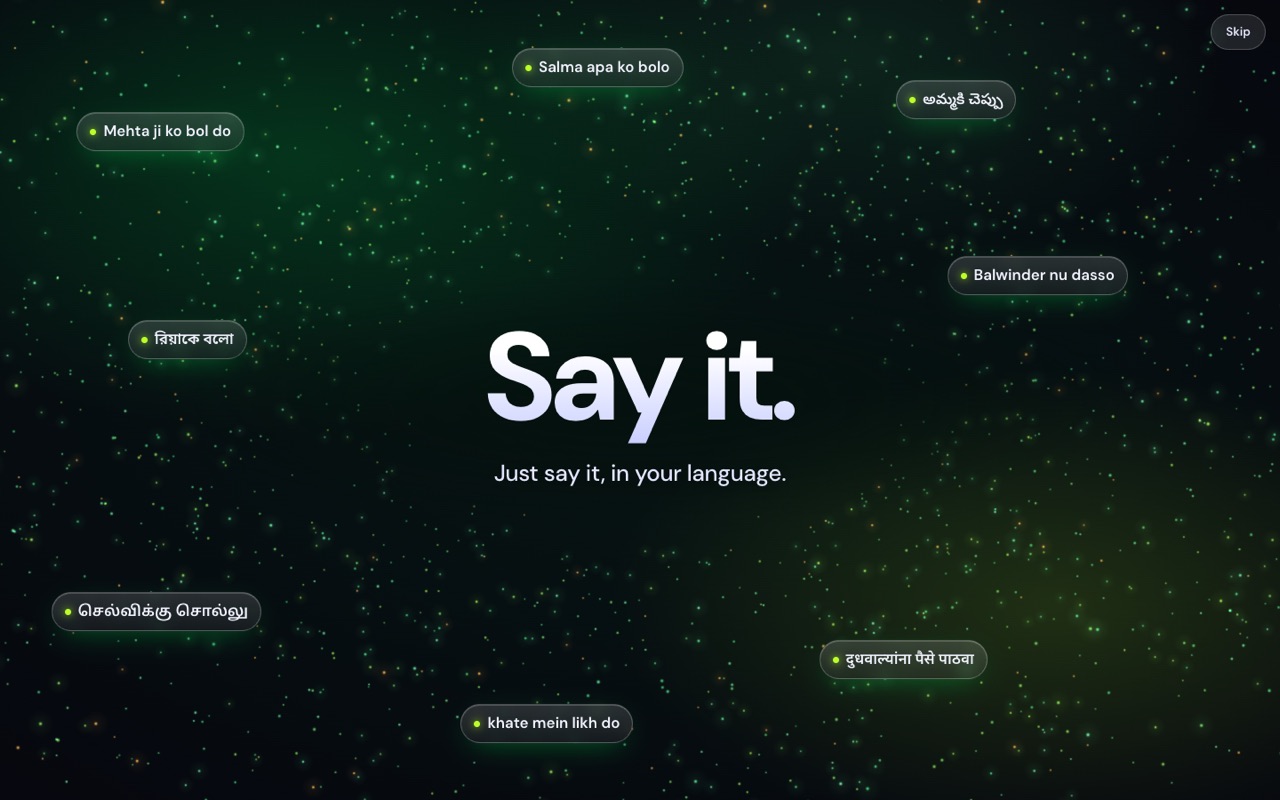 Skip
Salma apa ko bolo
అమ్మకి చెప్పు
Mehta ji ko bol do
Balwinder nu dasso
রিয়াকে বলো
Say it.
Just say it, in your language.
செல்விக்கு சொல்லு
दुधवाल्यांना पैसे पाठवा
khate mein likh do